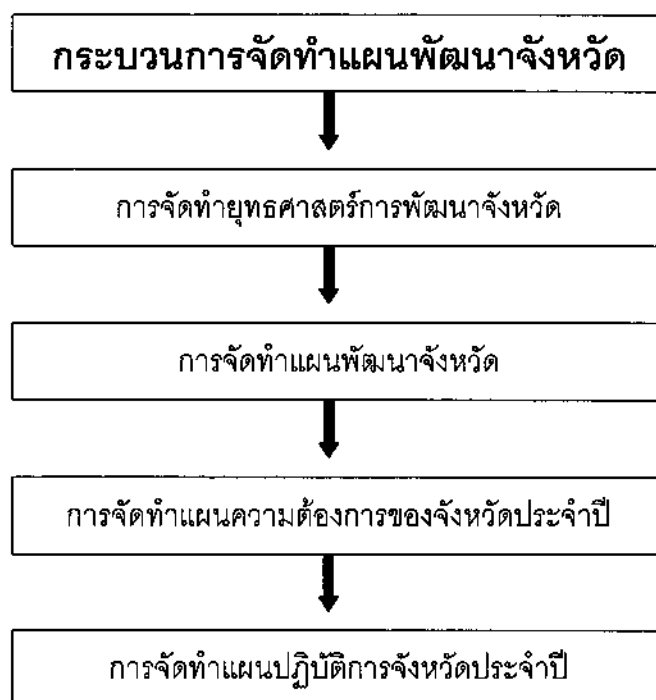 กระบวนการจัดทำแผนพัฒนาจังหวัด
การจัดทำยุทธศาสตร์การพัฒนาจังหวัด
การจัดทำแผนพัฒนาจังหวัด
การจัดทำแผนความต้องการของจังหวัดประจำปี
การจัดทำแผนปฏิบัติการจังหวัดประจำปี